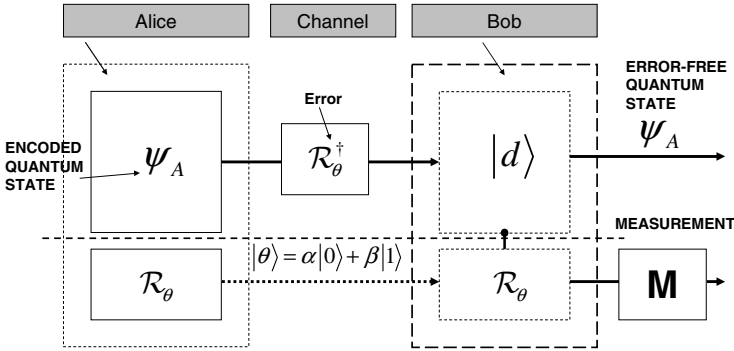 Alice
Channel
Bob
Error
ERROR-FREE
QUANTUM
STATE
ψ_A
ENCODED
QUANTUM
STATE
ψ_A
ℛ_θ^†
|d⟩
MEASUREMENT
ℛ_θ
|θ⟩ = α|0⟩ + β|1⟩
ℛ_θ
M